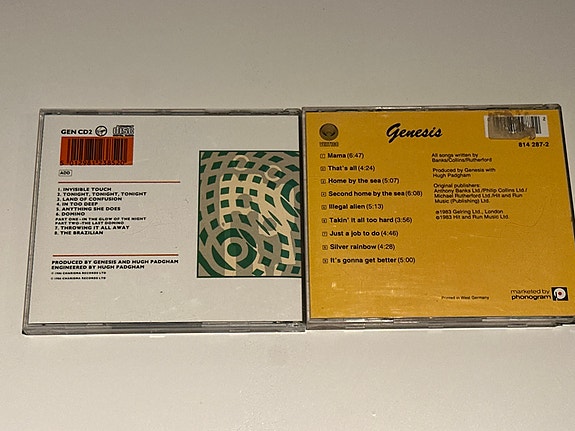 GEN CD2
ADD
1. INVISIBLE TOUCH
2. TONIGHT, TONIGHT, TONIGHT
3. LAND OF CONFUSION
4. IN TOO DEEP
5. ANYTHING SHE DOES
6. DOMINO
PART ONE-IN THE GLOW OF THE NIGHT
PART TWO-THE LAST DOMINO
7. THROWING IT ALL AWAY
8. THE BRAZILIAN
PRODUCED BY GENESIS AND HUGH PADGHAM
ENGINEERED BY HUGH PADGHAM
℗ 1986 CHARISMA RECORDS LTD
© 1986 CHARISMA RECORDS LTD
Genesis
814 287-2
1 Mama (6:47)
2 That's all (4:24)
3 Home by the sea (5:07)
4 Second home by the sea (6:08)
5 Illegal alien (5:13)
6 Takin' it all too hard (3:56)
7 Just a job to do (4:46)
8 Silver rainbow (4:28)
9 It's gonna get better (5:00)
All songs written by
Banks/Collins/Rutherford
Produced by Genesis with
Hugh Padgham
Original publishers:
Anthony Banks Ltd./Philip Collins Ltd./
Michael Rutherford Ltd./Hit and Run
Music (Publishing) Ltd.
℗ 1983 Gelring Ltd., London
© 1983 Hit and Run Music Ltd.
Printed in West Germany
marketed by
phonogram